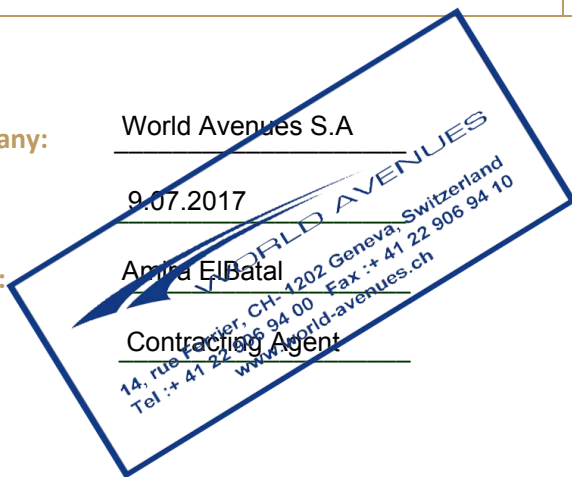 any: World Avenues S.A
9.07.2017
: Amira ElBatal
Contracting Agent
WORLD AVENUES
14, rue Ferrier, CH- 1202 Geneva, Switzerland
Tel :+ 41 22 906 94 00 Fax :+ 41 22 906 94 10
www.world-avenues.ch